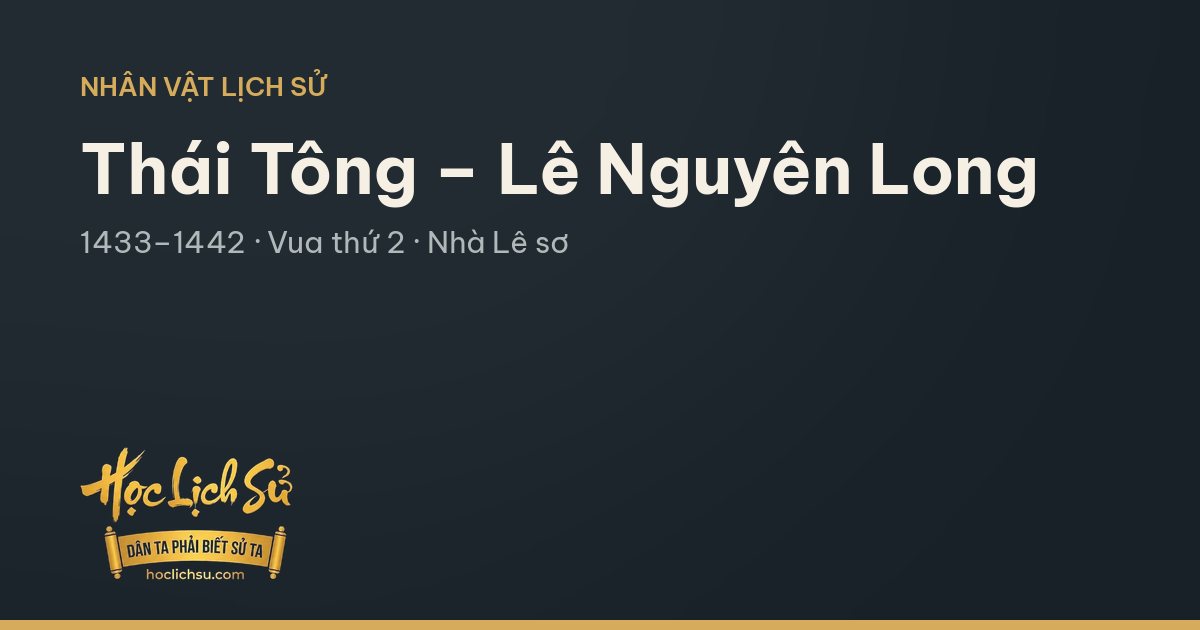 NHÂN VẬT LỊCH SỬ
Thái Tông – Lê Nguyên Long
1433–1442 · Vua thứ 2 · Nhà Lê sơ
Học Lịch Sử
DÂN TA PHẢI BIẾT SỬ TA
hoclichsu.com